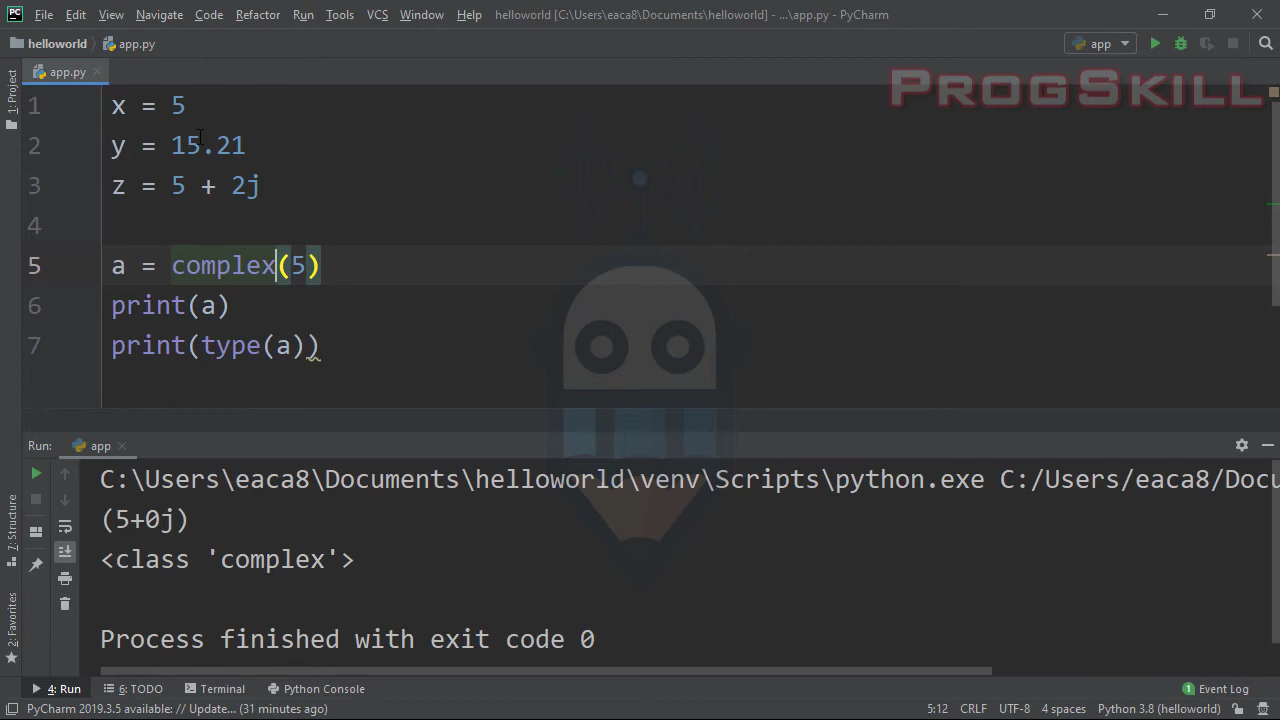 File Edit View Navigate Code Refactor Run Tools VCS Window Help helloworld [C:\Users\eaca8\Documents\helloworld] - ...\app.py - PyCharm
helloworld app.py app
app.py
PROGSKILL
1 x = 5
2 y = 15.21
3 z = 5 + 2j
4
5 a = complex(5)
6 print(a)
7 print(type(a))
1: Project
7: Structure
2: Favorites
Run: app
C:\Users\eaca8\Documents\helloworld\venv\Scripts\python.exe C:/Users/eaca8/Docu
(5+0j)
<class 'complex'>
Process finished with exit code 0
4: Run 6: TODO Terminal Python Console 1 Event Log
PyCharm 2019.3.5 available: // Update... (31 minutes ago) 5:12 CRLF UTF-8 4 spaces Python 3.8 (helloworld)